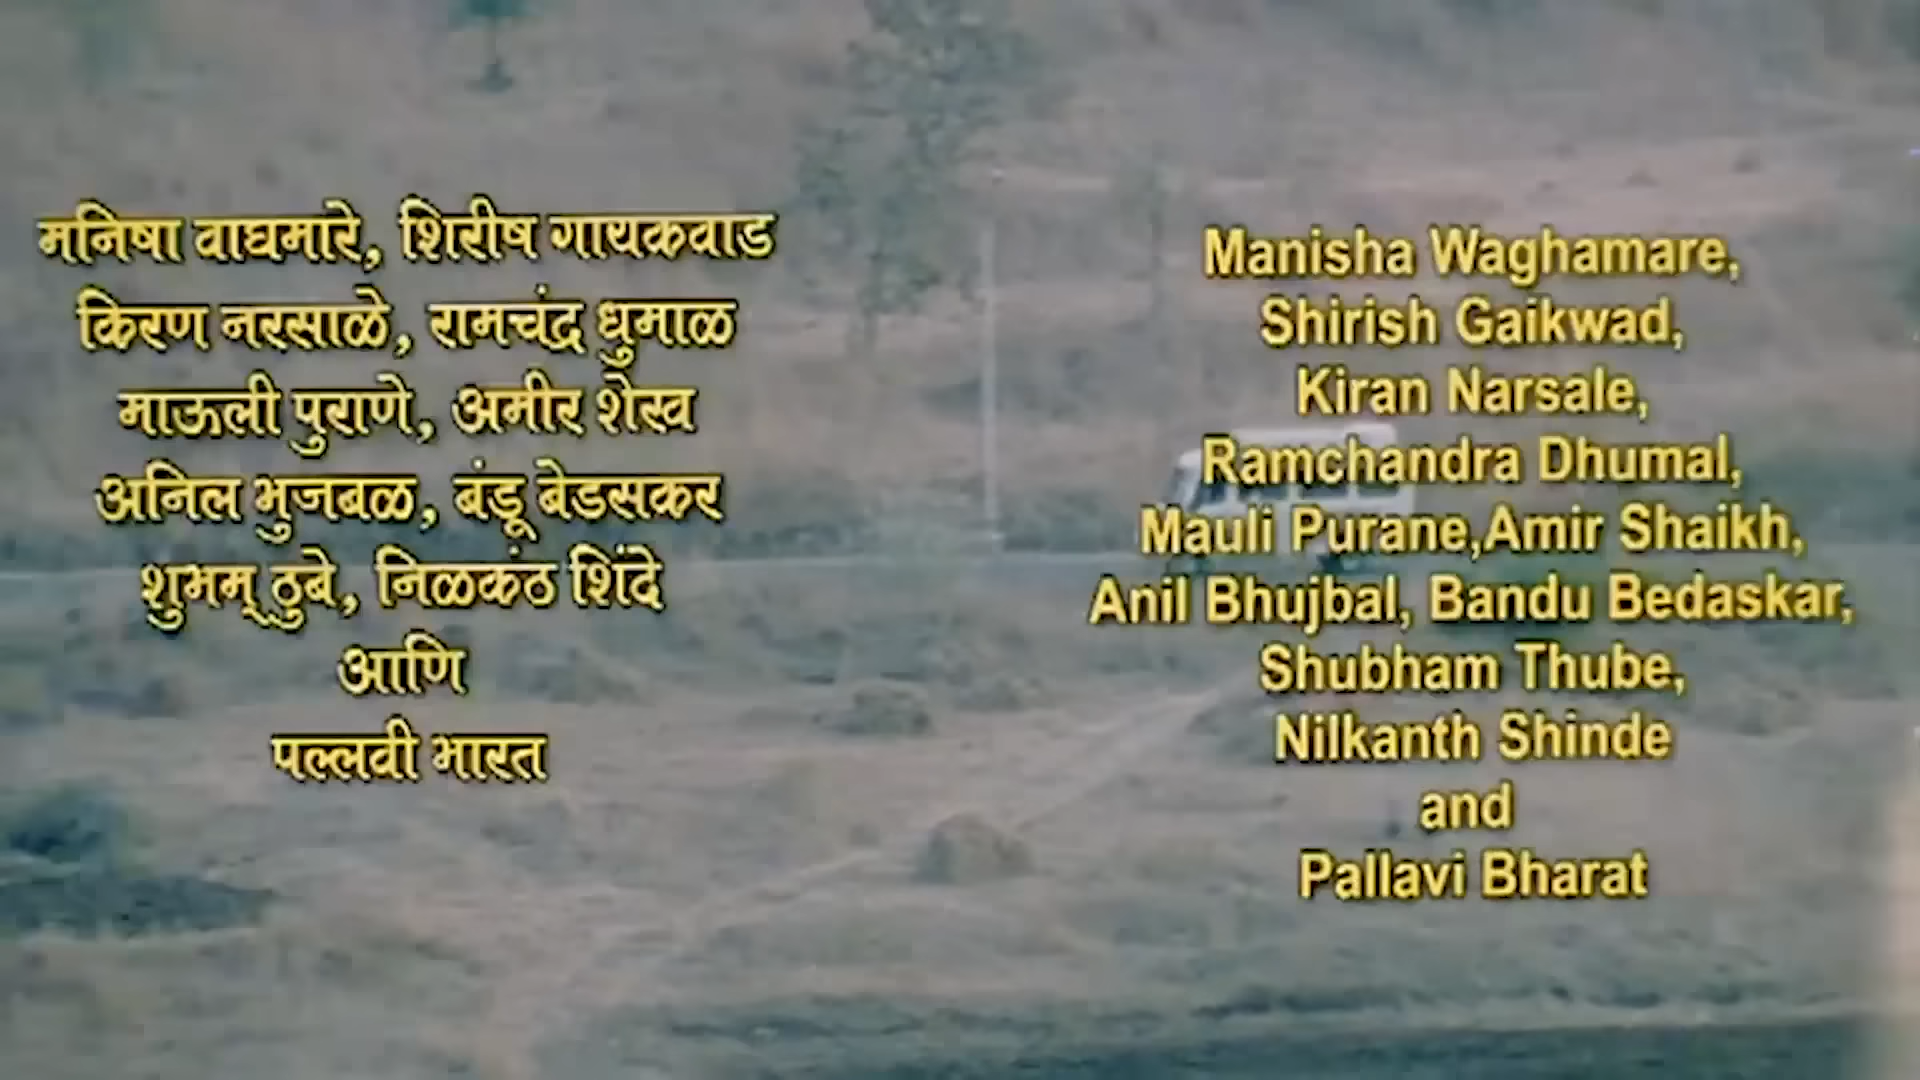 मनिषा वाघमारे, शिरीष गायकवाड
किरण नरसाळे, रामचंद्र धुमाळ
माऊली पुराणे, अमीर शेख
अनिल भुजबळ, बंडू बेडसकर
शुभम् ठुबे, निळकंठ शिंदे
आणि
पल्लवी भारत
Manisha Waghamare,
Shirish Gaikwad,
Kiran Narsale,
Ramchandra Dhumal,
Mauli Purane,Amir Shaikh,
Anil Bhujbal, Bandu Bedaskar,
Shubham Thube,
Nilkanth Shinde
and
Pallavi Bharat